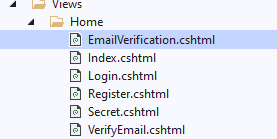 Views
Home
EmailVerification.cshtml
Index.cshtml
Login.cshtml
Register.cshtml
Secret.cshtml
VerifyEmail.cshtml